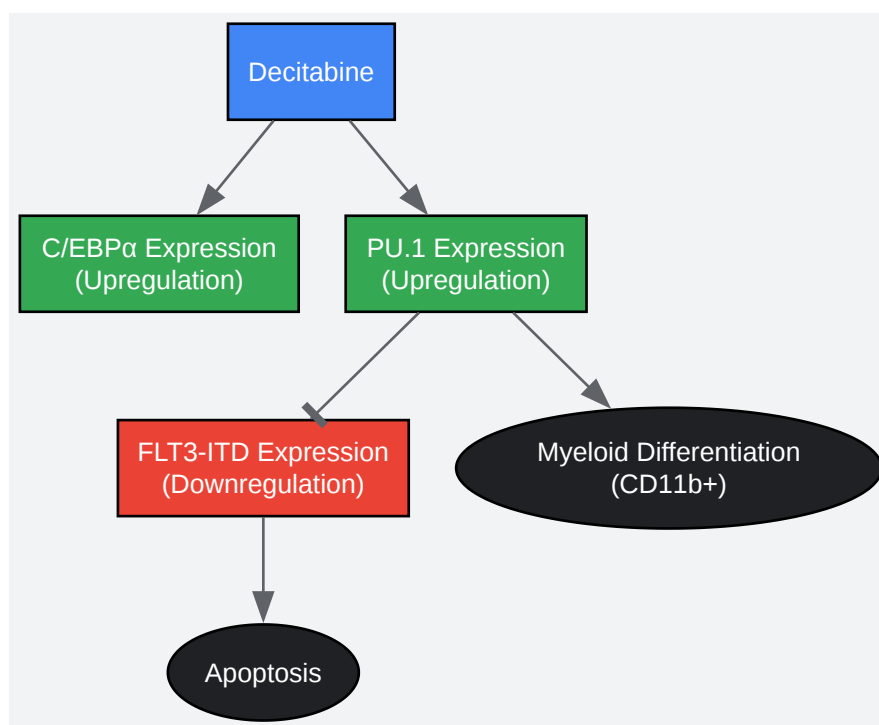 Decitabine
C/EBPα Expression
(Upregulation)
PU.1 Expression
(Upregulation)
FLT3-ITD Expression
(Downregulation)
Myeloid Differentiation
(CD11b+)
Apoptosis